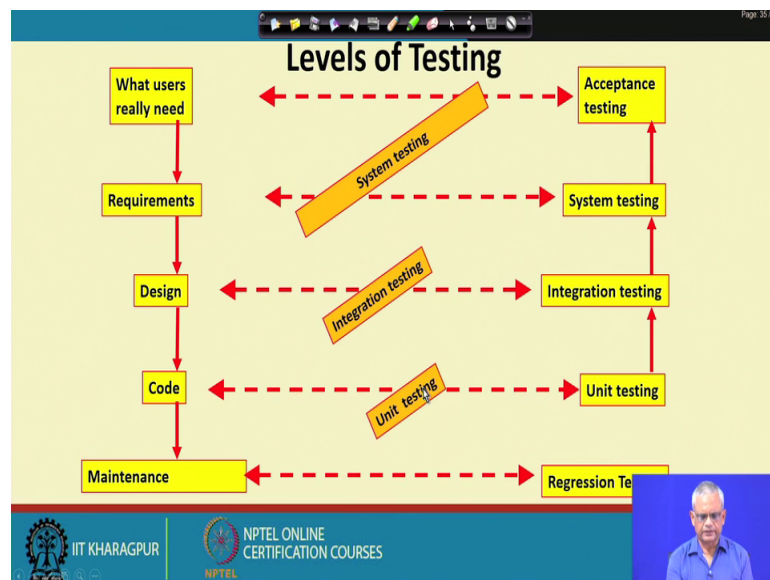 Page: 35 /
Levels of Testing
What users
really need
Acceptance
testing
System testing
Requirements
System testing
Design
Integration testing
Integration testing
Code
Unit testing
Unit testing
Maintenance
Regression Te
IIT KHARAGPUR
NPTEL ONLINE
CERTIFICATION COURSES
NPTEL